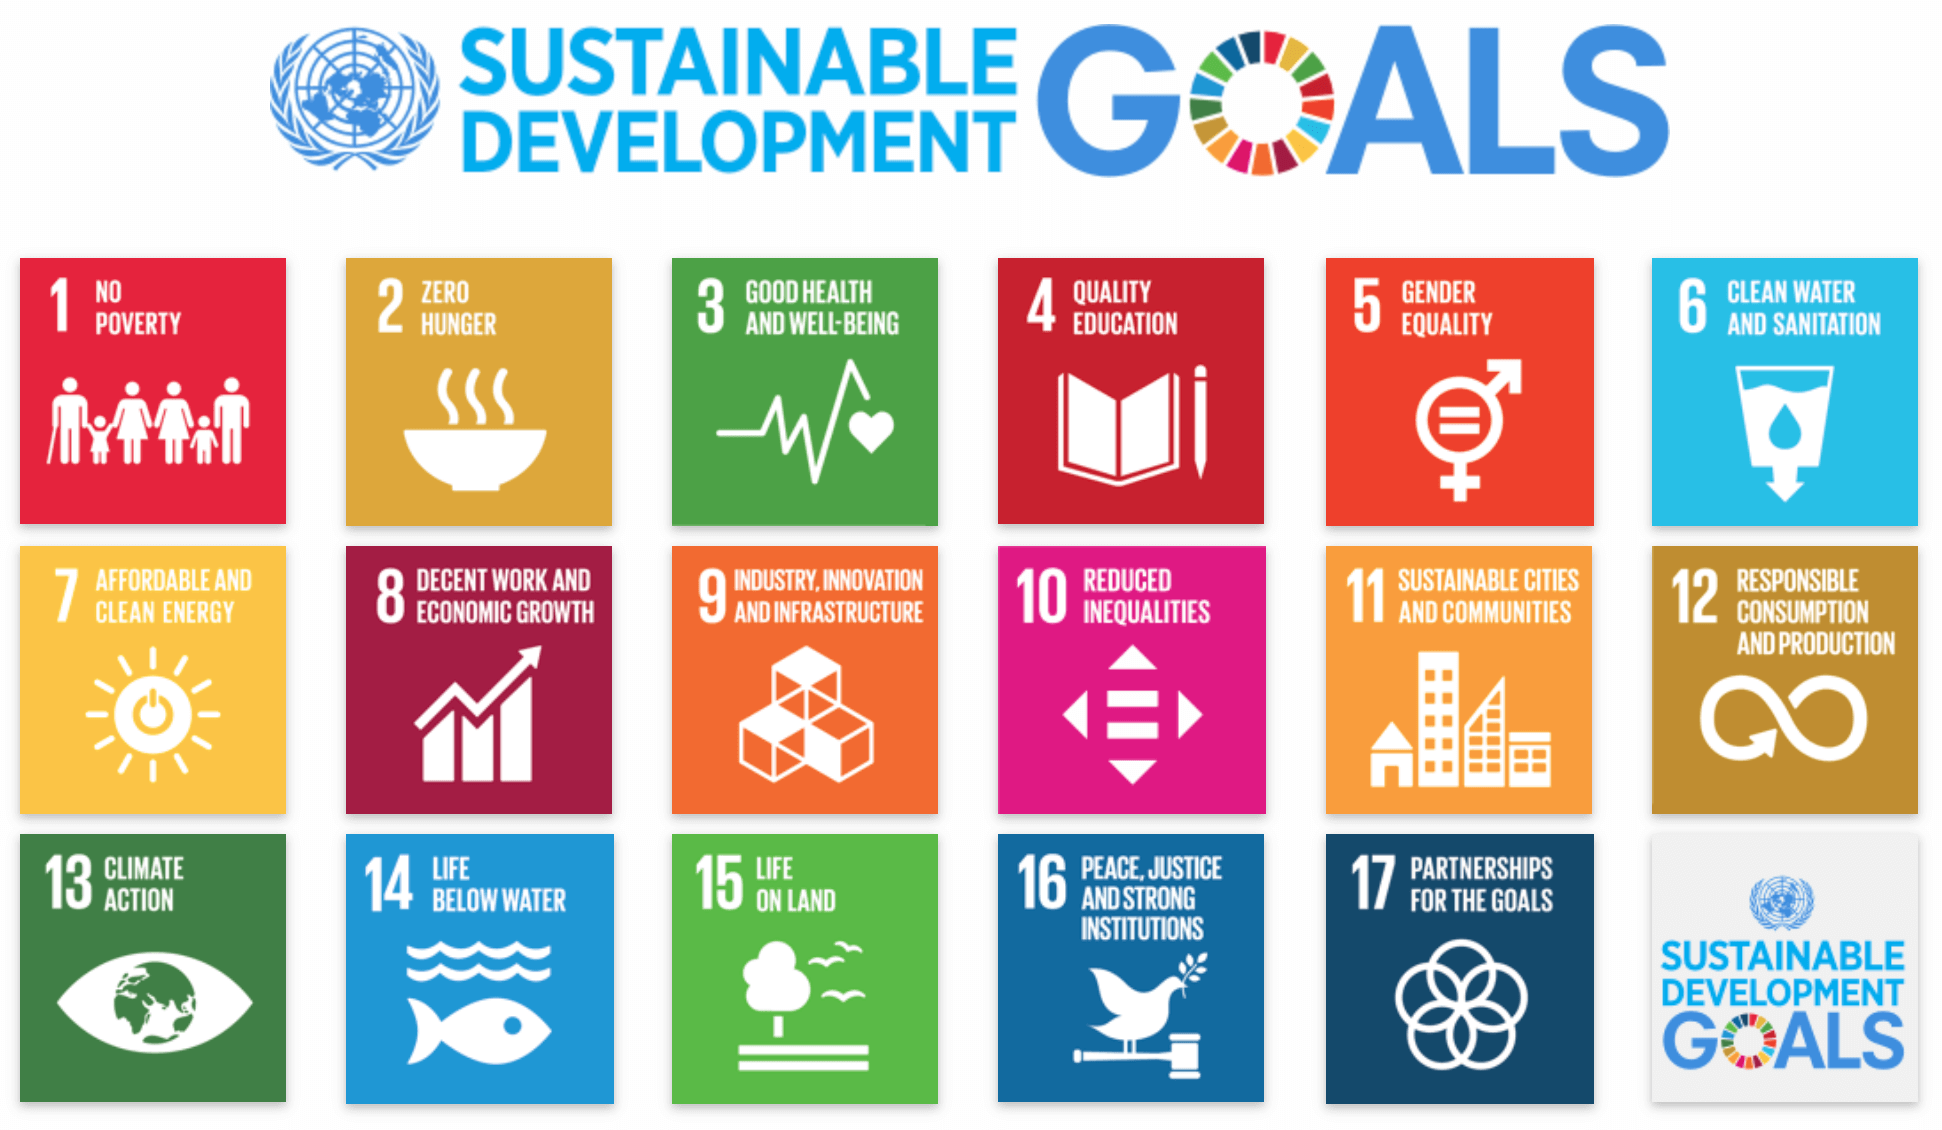 SUSTAINABLE
DEVELOPMENT
GOALS
1 NO
POVERTY
2 ZERO
HUNGER
3 GOOD HEALTH
AND WELL-BEING
4 QUALITY
EDUCATION
5 GENDER
EQUALITY
6 CLEAN WATER
AND SANITATION
7 AFFORDABLE AND
CLEAN ENERGY
8 DECENT WORK AND
ECONOMIC GROWTH
9 INDUSTRY, INNOVATION
AND INFRASTRUCTURE
10 REDUCED
INEQUALITIES
11 SUSTAINABLE CITIES
AND COMMUNITIES
12 RESPONSIBLE
CONSUMPTION
AND PRODUCTION
13 CLIMATE
ACTION
14 LIFE
BELOW WATER
15 LIFE
ON LAND
16 PEACE, JUSTICE
AND STRONG
INSTITUTIONS
17 PARTNERSHIPS
FOR THE GOALS
SUSTAINABLE
DEVELOPMENT
GOALS